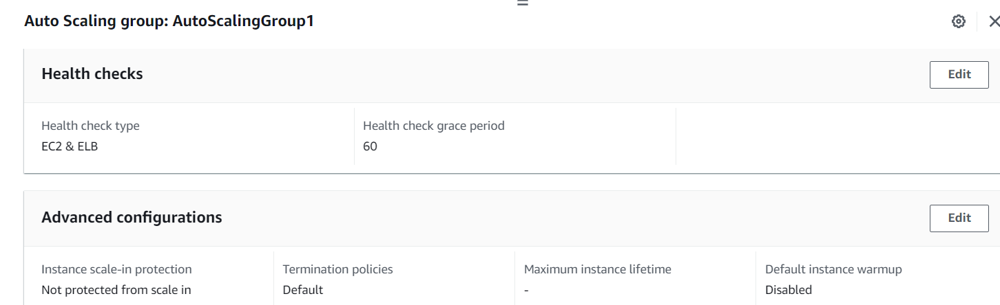 Auto Scaling group: AutoScalingGroup1
Health checks
Edit
Health check type
EC2 & ELB
Health check grace period
60
Advanced configurations
Edit
Instance scale-in protection
Not protected from scale in
Termination policies
Default
Maximum instance lifetime
-
Default instance warmup
Disabled